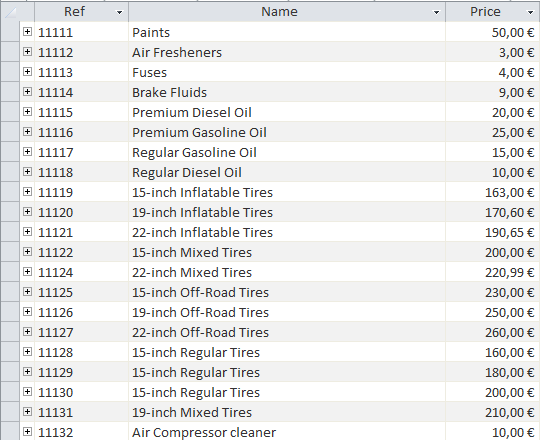 Ref Name Price
11111 Paints 50,00 €
11112 Air Fresheners 3,00 €
11113 Fuses 4,00 €
11114 Brake Fluids 9,00 €
11115 Premium Diesel Oil 20,00 €
11116 Premium Gasoline Oil 25,00 €
11117 Regular Gasoline Oil 15,00 €
11118 Regular Diesel Oil 10,00 €
11119 15-inch Inflatable Tires 163,00 €
11120 19-inch Inflatable Tires 170,60 €
11121 22-inch Inflatable Tires 190,65 €
11122 15-inch Mixed Tires 200,00 €
11124 22-inch Mixed Tires 220,99 €
11125 15-inch Off-Road Tires 230,00 €
11126 19-inch Off-Road Tires 250,00 €
11127 22-inch Off-Road Tires 260,00 €
11128 15-inch Regular Tires 160,00 €
11129 15-inch Regular Tires 180,00 €
11130 15-inch Regular Tires 200,00 €
11131 19-inch Mixed Tires 210,00 €
11132 Air Compressor cleaner 10,00 €